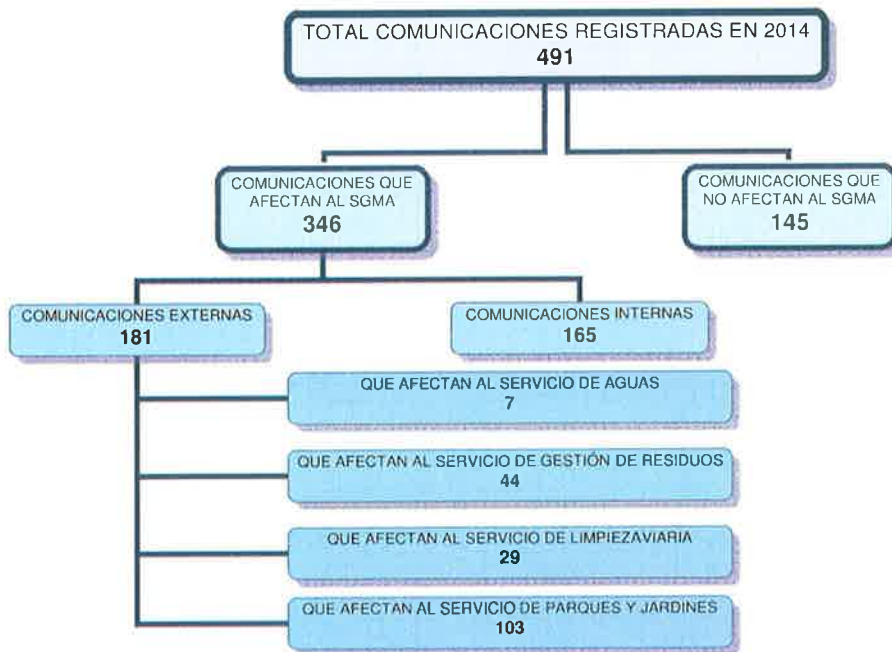 TOTAL COMUNICACIONES REGISTRADAS EN 2014
491
COMUNICACIONES QUE
AFECTAN AL SGMA
346
COMUNICACIONES QUE
NO AFECTAN AL SGMA
145
COMUNICACIONES EXTERNAS
181
COMUNICACIONES INTERNAS
165
QUE AFECTAN AL SERVICIO DE AGUAS
7
QUE AFECTAN AL SERVICIO DE GESTIÓN DE RESIDUOS
44
QUE AFECTAN AL SERVICIO DE LIMPIEZAVIARIA
29
QUE AFECTAN AL SERVICIO DE PARQUES Y JARDINES
103